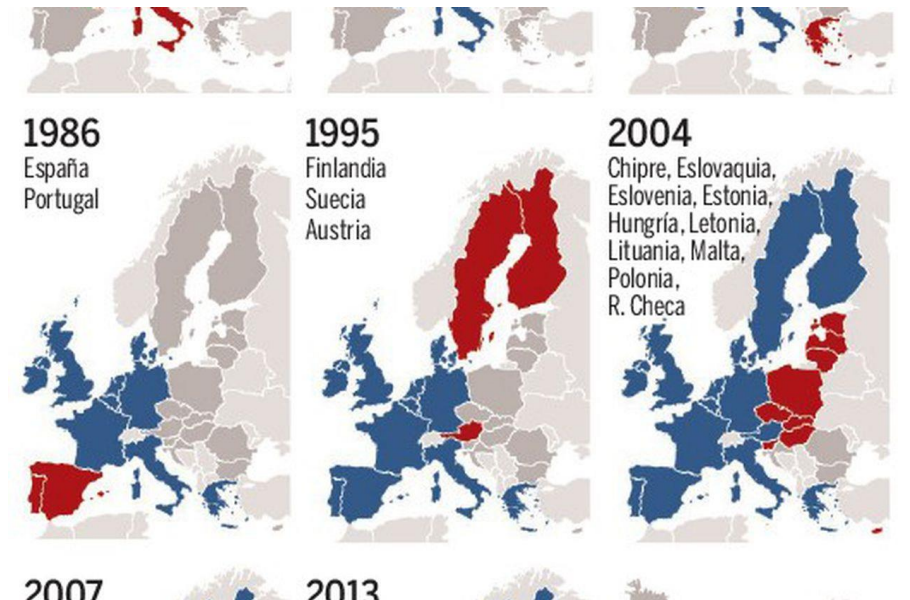 1986
España
Portugal
1995
Finlandia
Suecia
Austria
2004
Chipre, Eslovaquia,
Eslovenia, Estonia,
Hungría, Letonia,
Lituania, Malta,
Polonia,
R. Checa
2007
2013